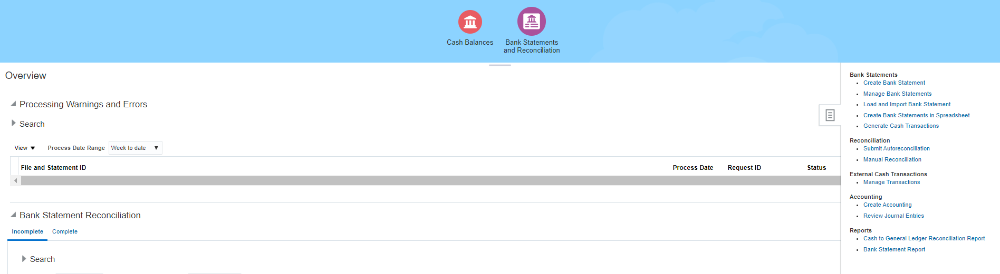 Cash Balances
Bank Statements
and Reconciliation
Overview
Processing Warnings and Errors
Search
View
Process Date Range
Week to date
File and Statement ID
Process Date
Request ID
Status
Bank Statement Reconciliation
Incomplete
Complete
Search
Bank Statements
Create Bank Statement
Manage Bank Statements
Load and Import Bank Statement
Create Bank Statements in Spreadsheet
Generate Cash Transactions
Reconciliation
Submit Autoreconciliation
Manual Reconciliation
External Cash Transactions
Manage Transactions
Accounting
Create Accounting
Review Journal Entries
Reports
Cash to General Ledger Reconciliation Report
Bank Statement Report